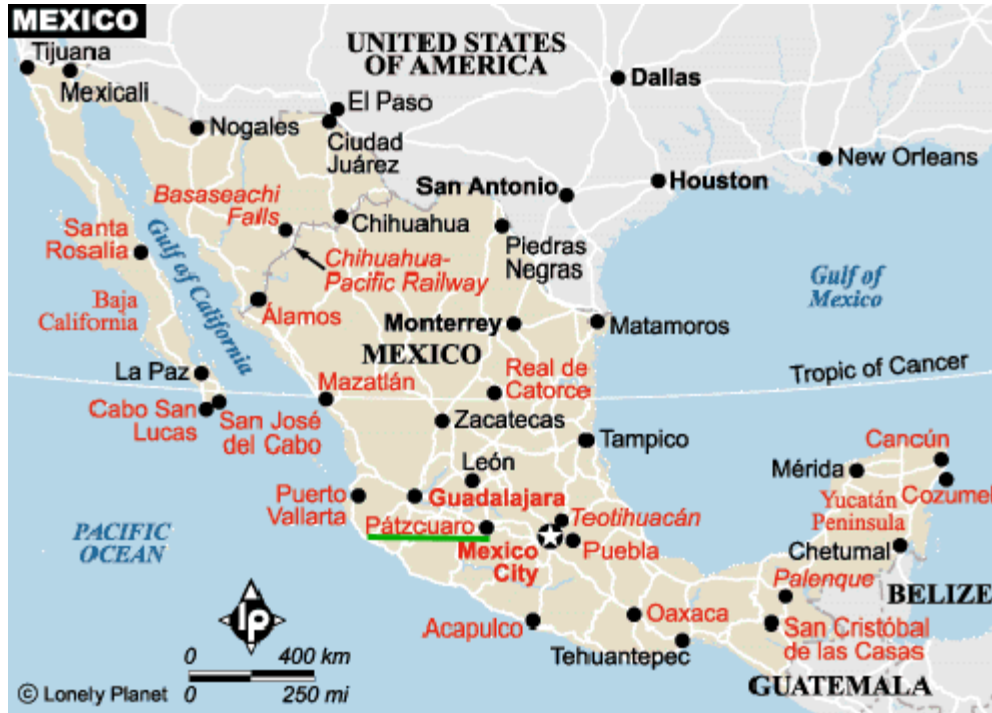 MEXICO
Tijuana
Mexicali
UNITED STATES
OF AMERICA
Dallas
El Paso
Nogales
Ciudad
Juárez
New Orleans
San Antonio
Houston
Basaseachi
Falls
Chihuahua
Piedras
Negras
Santa
Rosalia
Gulf of California
Chihuahua-
Pacific Railway
Gulf of
Mexico
Baja
California
Álamos
Monterrey
Matamoros
MEXICO
La Paz
Mazatlán
Real de
Catorce
Tropic of Cancer
Cabo San
Lucas
San José
del Cabo
Zacatecas
Tampico
Cancún
León
Mérida
Puerto
Vallarta
Guadalajara
Cozumel
Yucatán
Peninsula
Pátzcuaro
Teotihuacán
PACIFIC
OCEAN
Mexico
City
Puebla
Chetumal
Palenque
BELIZE
Acapulco
Oaxaca
San Cristóbal
de las Casas
Tehuantepec
lp
0 400 km
0 250 mi
GUATEMALA
© Lonely Planet